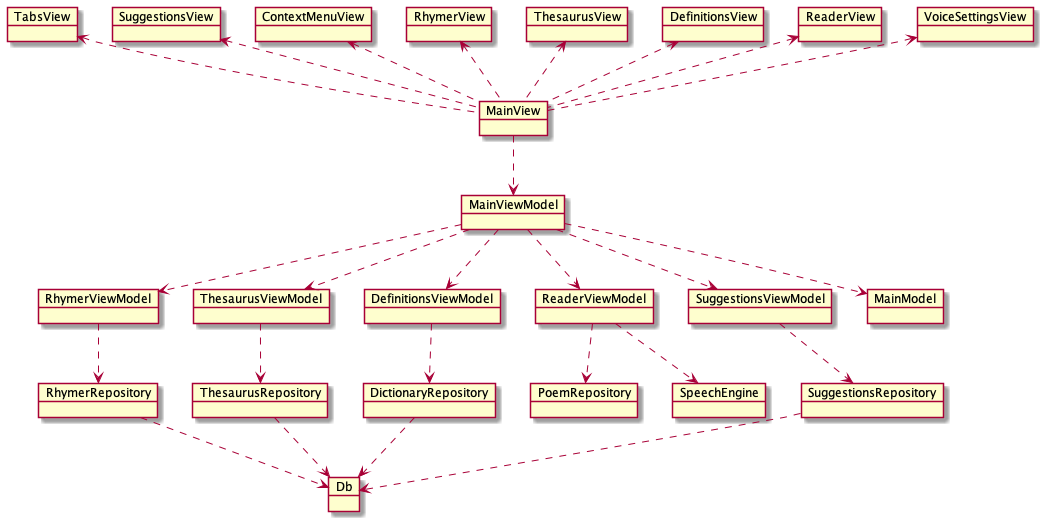 TabsView
SuggestionsView
ContextMenuView
RhymerView
ThesaurusView
DefinitionsView
ReaderView
VoiceSettingsView
MainView
MainViewModel
RhymerViewModel
ThesaurusViewModel
DefinitionsViewModel
ReaderViewModel
SuggestionsViewModel
MainModel
RhymerRepository
ThesaurusRepository
DictionaryRepository
PoemRepository
SpeechEngine
SuggestionsRepository
Db